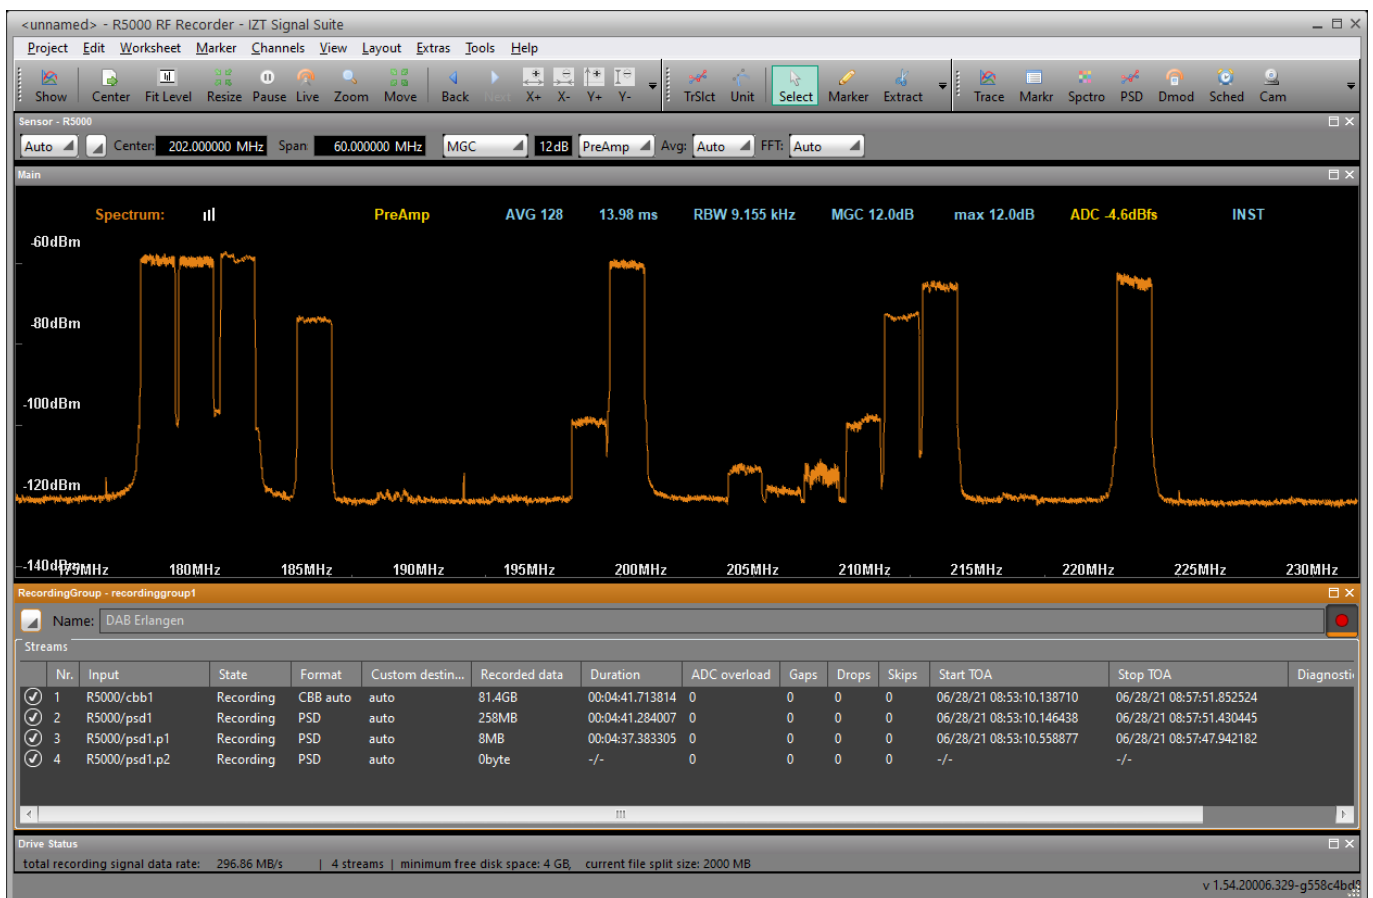 <unnamed> - R5000 RF Recorder - IZT Signal Suite
Project Edit Worksheet Marker Channels View Layout Extras Tools Help
Show Center Fit Level Resize Pause Live Zoom Move Back Next X+ X- Y+ Y- TrSlct Unit Select Marker Extract Trace Markr Spctro PSD Dmod Sched Cam
Sensor - R5000
Auto Center: 202.000000 MHz Span: 60.000000 MHz MGC 12dB PreAmp Avg: Auto FFT: Auto
Main
Spectrum: PreAmp AVG 128 13.98 ms RBW 9.155 kHz MGC 12.0dB max 12.0dB ADC -4.6dBfs INST
-60dBm
-80dBm
-100dBm
-120dBm
-140dBm
175MHz 180MHz 185MHz 190MHz 195MHz 200MHz 205MHz 210MHz 215MHz 220MHz 225MHz 230MHz
RecordingGroup - recordinggroup1
Name: DAB Erlangen
Streams
Nr. Input State Format Custom destin... Recorded data Duration ADC overload Gaps Drops Skips Start TOA Stop TOA Diagnosti
1 R5000/cbb1 Recording CBB auto auto 81.4GB 00:04:41.713814 0 0 0 0 06/28/21 08:53:10.138710 06/28/21 08:57:51.852524
2 R5000/psd1 Recording PSD auto 258MB 00:04:41.284007 0 0 0 0 06/28/21 08:53:10.146438 06/28/21 08:57:51.430445
3 R5000/psd1.p1 Recording PSD auto 8MB 00:04:37.383305 0 0 0 0 06/28/21 08:53:10.558877 06/28/21 08:57:47.942182
4 R5000/psd1.p2 Recording PSD auto 0byte -/- 0 0 0 0 -/- -/-
Drive Status
total recording signal data rate: 296.86 MB/s | 4 streams | minimum free disk space: 4 GB, current file split size: 2000 MB
v 1.54.20006.329-g558c4bd9